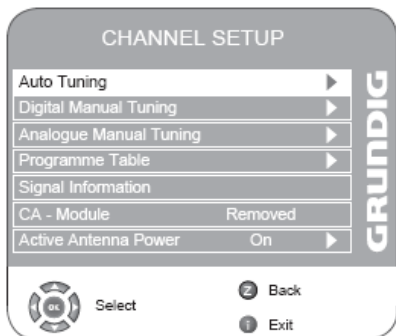 CHANNEL SETUP
Auto Tuning
Digital Manual Tuning
Analogue Manual Tuning
Programme Table
Signal Information
CA - Module Removed
Active Antenna Power On
GRUNDIG
OK Select
Z Back
i Exit